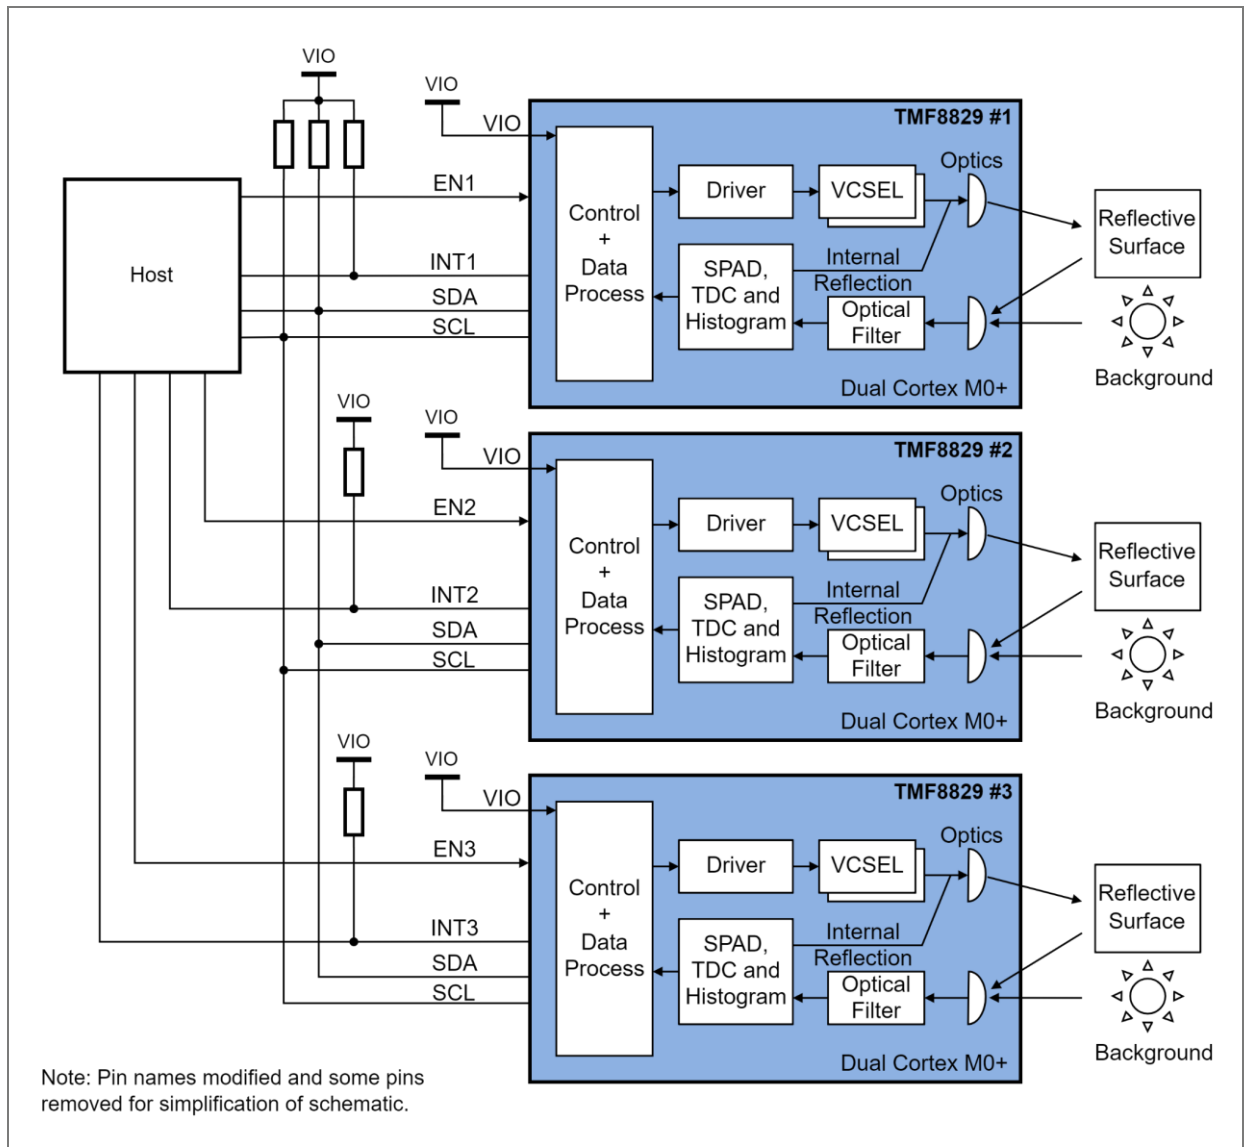 VIO
VIO
VIO
TMF8829 #1
Optics
EN1
Driver
VCSEL
Host
Control
+
Data
Process
INT1
SDA
SCL
SPAD,
TDC and
Histogram
Internal
Reflection
Optical
Filter
Dual Cortex M0+
Reflective
Surface
Background
VIO
VIO
VIO
TMF8829 #2
Optics
EN2
Driver
VCSEL
Control
+
Data
Process
INT2
SDA
SCL
SPAD,
TDC and
Histogram
Internal
Reflection
Optical
Filter
Dual Cortex M0+
Reflective
Surface
Background
VIO
VIO
VIO
TMF8829 #3
Optics
EN3
Driver
VCSEL
Control
+
Data
Process
INT3
SDA
SCL
SPAD,
TDC and
Histogram
Internal
Reflection
Optical
Filter
Dual Cortex M0+
Reflective
Surface
Background
Note: Pin names modified and some pins
removed for simplification of schematic.